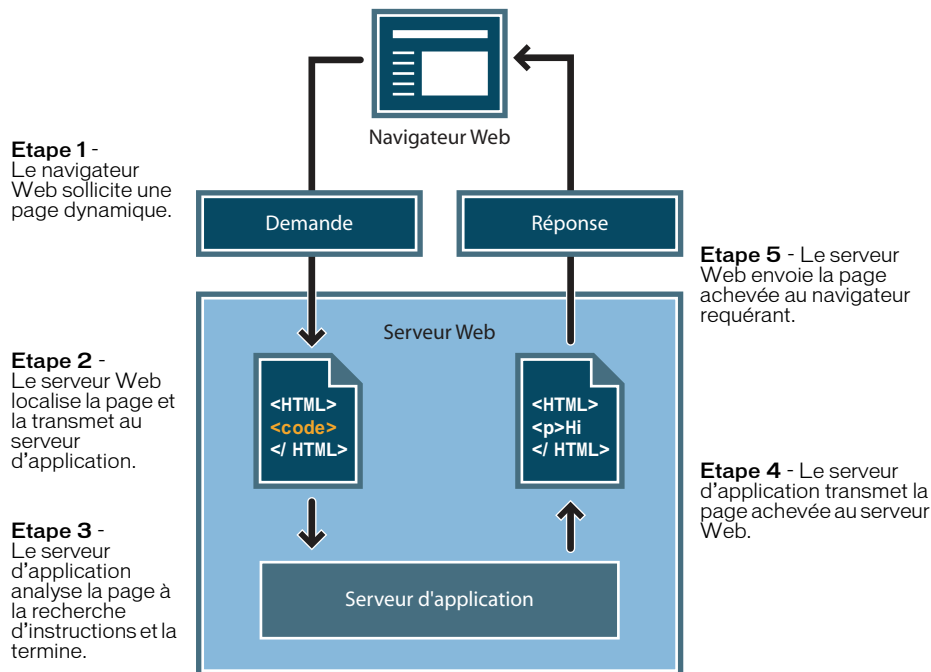 Navigateur Web
Etape 1 -
Le navigateur
Web sollicite une
page dynamique.
Demande
Réponse
Etape 5 - Le serveur
Web envoie la page
achevée au navigateur
requérant.
Serveur Web
Etape 2 -
Le serveur Web
localise la page et
la transmet au
serveur
d'application.
<HTML>
<code>
</ HTML>
<HTML>
<p>Hi
</ HTML>
Etape 4 - Le serveur
d'application transmet la
page achevée au serveur
Web.
Etape 3 -
Le serveur
d'application
analyse la page à
la recherche
d'instructions et la
termine.
Serveur d'application